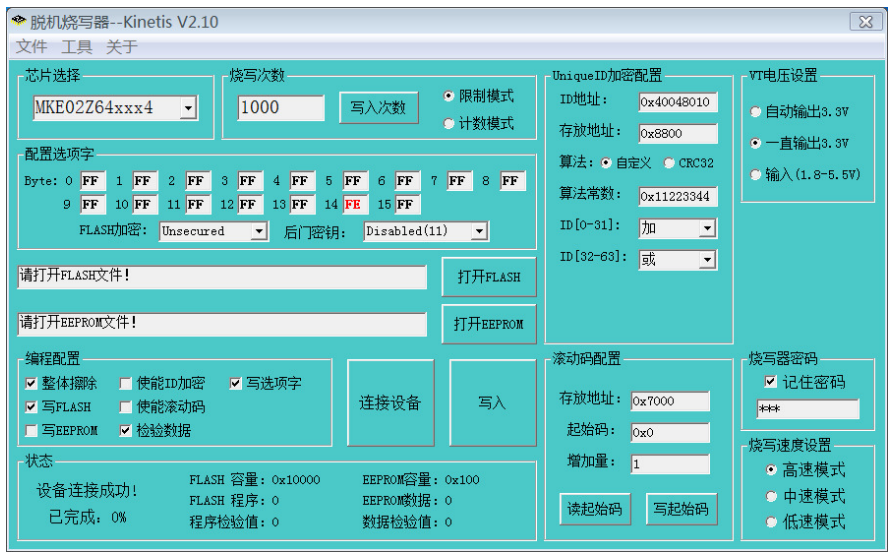 脱机烧写器--Kinetis V2.10
文件 工具 关于
芯片选择
MKE02Z64xxx4
烧写次数
1000 写入次数
限制模式
计数模式
配置选项字
Byte: 0 FF 1 FF 2 FF 3 FF 4 FF 5 FF 6 FF 7 FF 8 FF
9 FF 10 FF 11 FF 12 FF 13 FF 14 FE 15 FF
FLASH加密: Unsecured 后门密钥: Disabled(11)
请打开FLASH文件! 打开FLASH
请打开EEPROM文件! 打开EEPROM
编程配置
整体擦除 使能ID加密 写选项字
写FLASH 使能滚动码
写EEPROM 检验数据
连接设备 写入
状态
设备连接成功!
已完成: 0%
FLASH 容量: 0x10000 EEPROM容量: 0x100
FLASH 程序: 0 EEPROM数据: 0
程序检验值: 0 数据检验值: 0
UniqueID加密配置
ID地址: 0x40048010
存放地址: 0x8800
算法: 自定义 CRC32
算法常数: 0x11223344
ID[0-31]: 加
ID[32-63]: 或
滚动码配置
存放地址: 0x7000
起始码: 0x0
增加量: 1
读起始码 写起始码
VT电压设置
自动输出3.3V
一直输出3.3V
输入(1.8-5.5V)
烧写器密码
记住密码
***
烧写速度设置
高速模式
中速模式
低速模式